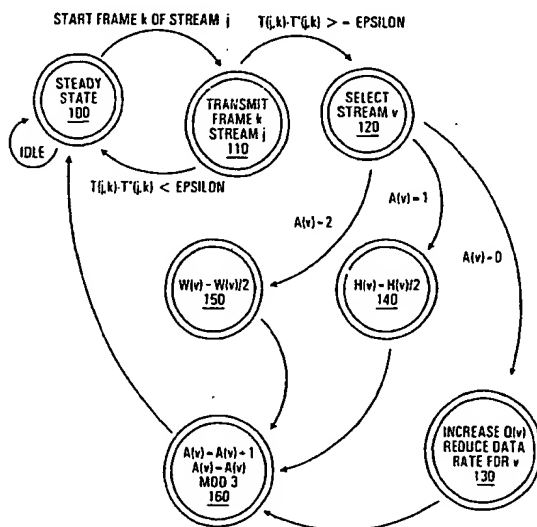 START FRAME k OF STREAM j
T(j,k)-T*(j,k) > - EPSILON
STEADY
STATE
100
IDLE
TRANSMIT
FRAME k
STREAM j
110
SELECT
STREAM v
120
T(j,k)-T*(j,k) < EPSILON
A(v)=2
A(v)=1
A(v)=0
W(v) - W(v)/2
150
H(v) - H(v)/2
140
A(v) = A(v) + 1
A(v) = A(v)
MOD 3
160
INCREASE Q(v)
REDUCE DATA
RATE FOR v
130